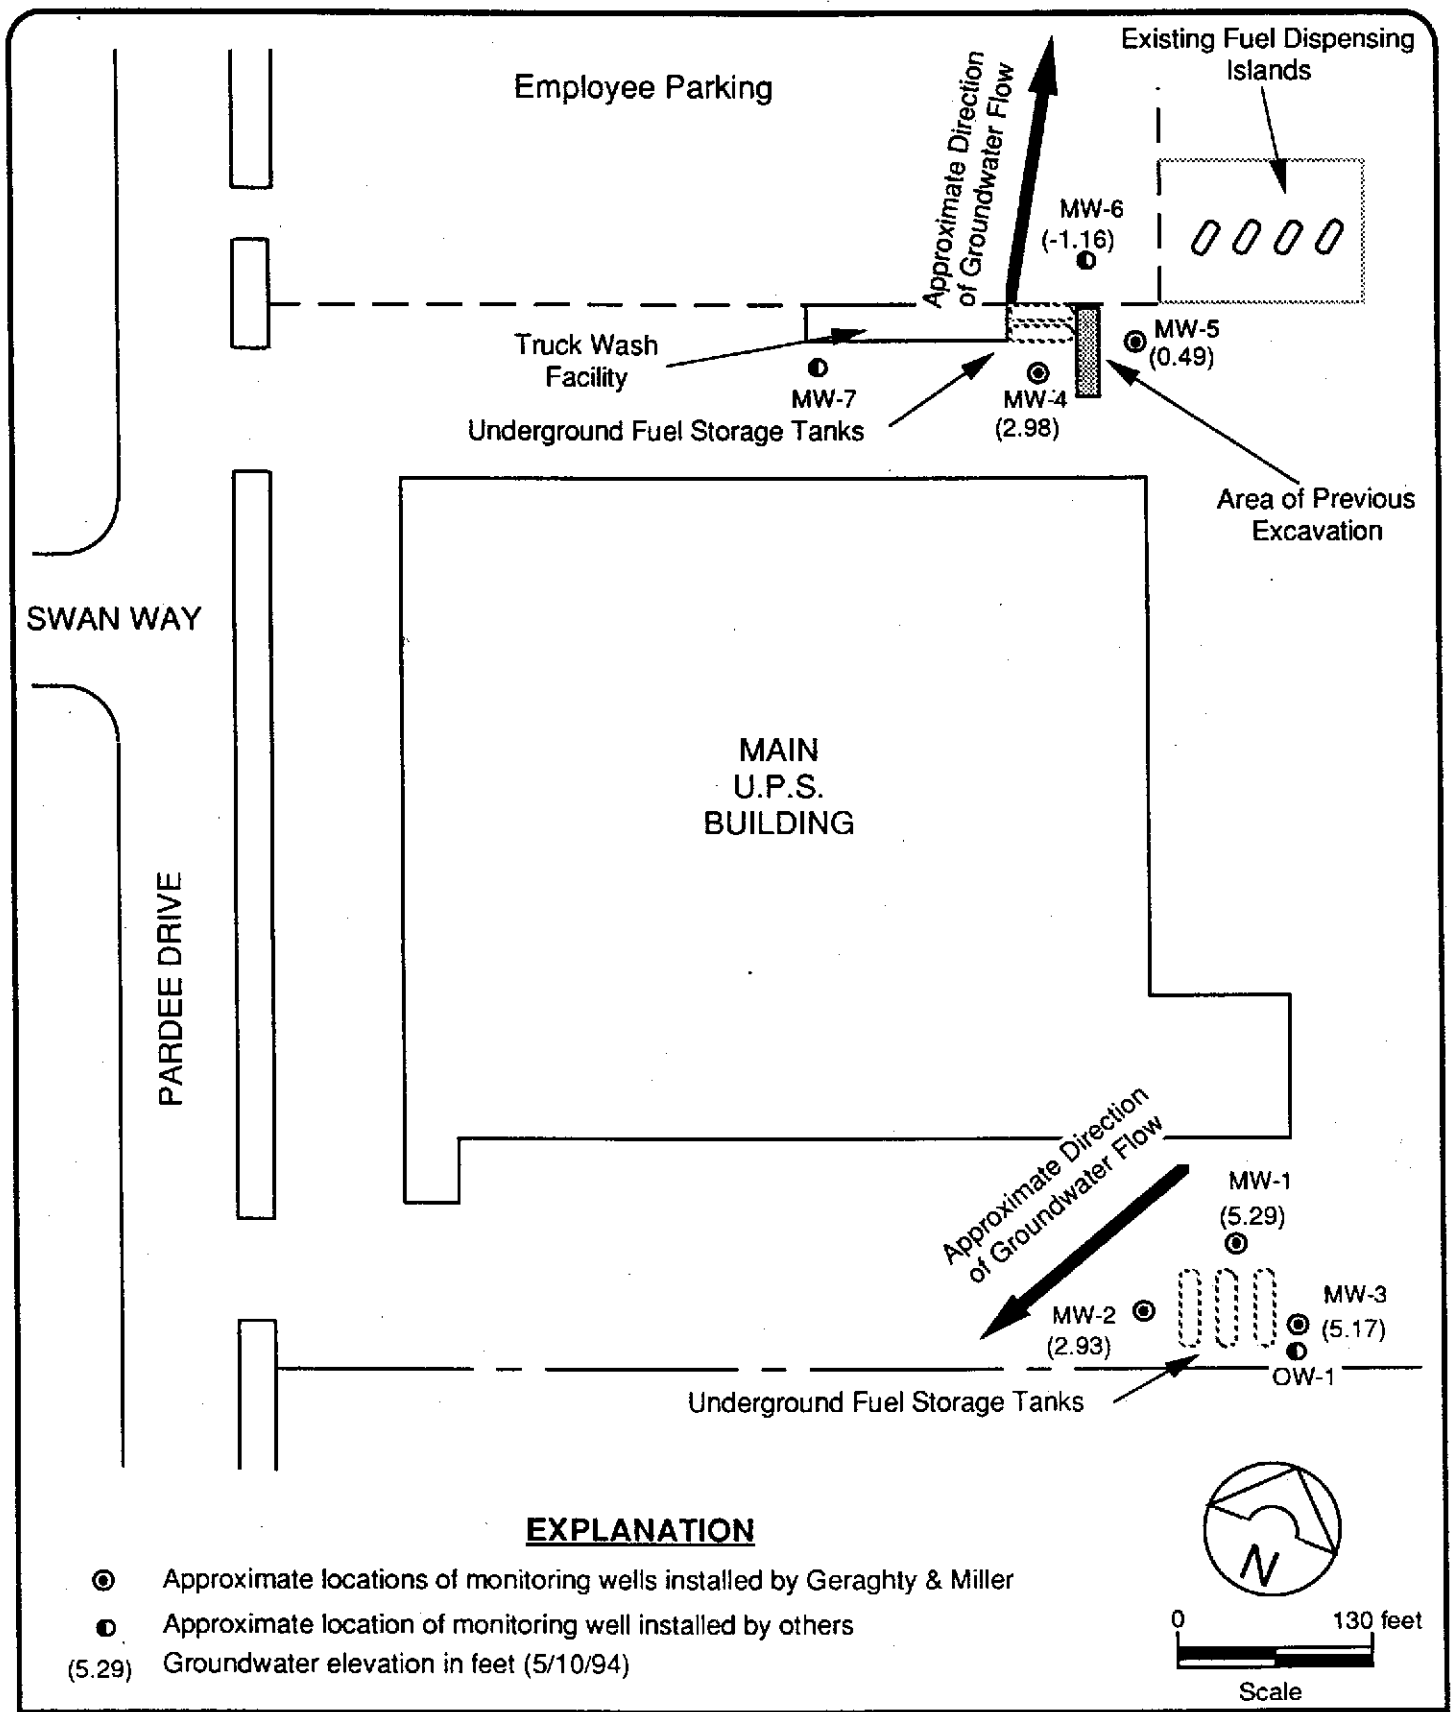 Existing Fuel Dispensing
Islands
Employee Parking
Approximate Direction
of Groundwater Flow
MW-6
(-1.16)
MW-5
(0.49)
Truck Wash
Facility
MW-7
MW-4
(2.98)
Underground Fuel Storage Tanks
Area of Previous
Excavation
SWAN WAY
MAIN
U.P.S.
BUILDING
PARDEE DRIVE
Approximate Direction
of Groundwater Flow
MW-1
(5.29)
MW-2
(2.93)
MW-3
(5.17)
OW-1
Underground Fuel Storage Tanks
N
EXPLANATION
Approximate locations of monitoring wells installed by Geraghty & Miller
Approximate location of monitoring well installed by others
(5.29) Groundwater elevation in feet (5/10/94)
0 130 feet
Scale